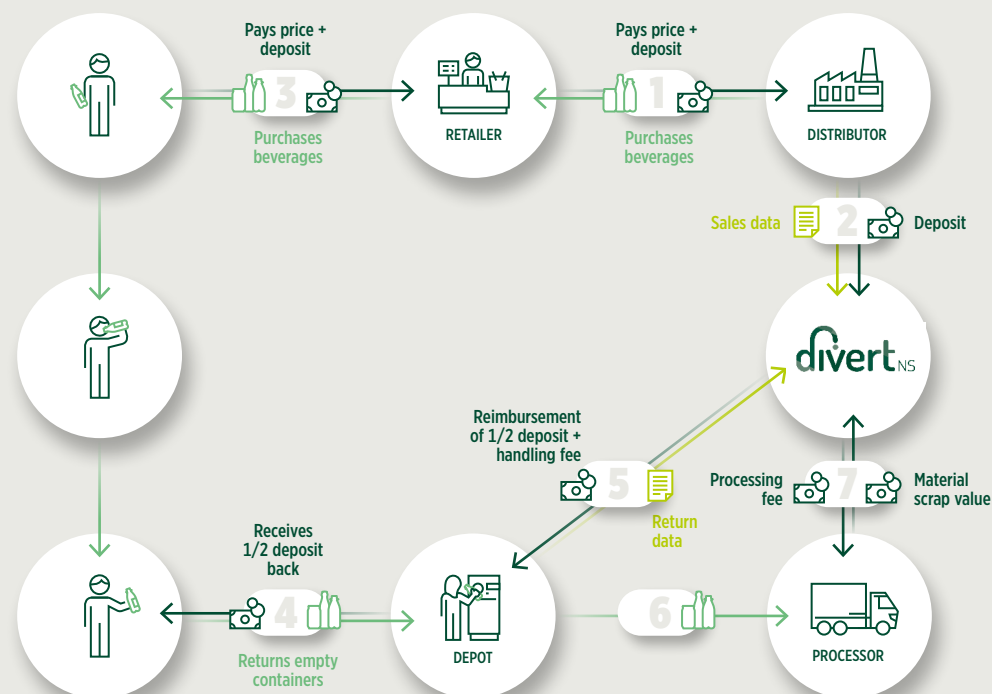 Pays price +
deposit
3
Purchases
beverages
RETAILER
Pays price +
deposit
1
Purchases
beverages
DISTRIBUTOR
Sales data
2
Deposit
divert NS
Reimbursement
of 1/2 deposit +
handling fee
5
Return
data
Processing
fee
7
Material
scrap value
Receives
1/2 deposit
back
4
Returns empty
containers
DEPOT
6
PROCESSOR